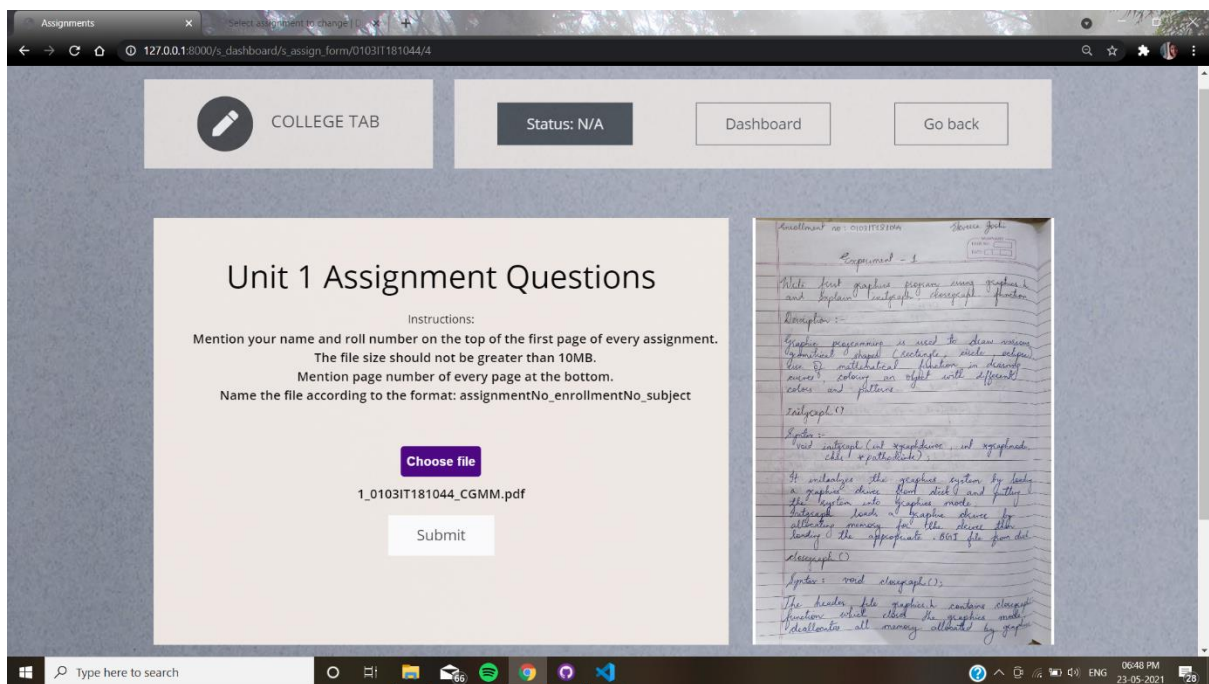 Assignments
Select assignment to change | D
127.0.0.1:8000/s_dashboard/s_assign_form/0103IT181044/4
COLLEGE TAB
Status: N/A
Dashboard
Go back
Unit 1 Assignment Questions
Instructions:
Mention your name and roll number on the top of the first page of every assignment.
The file size should not be greater than 10MB.
Mention page number of every page at the bottom.
Name the file according to the format: assignmentNo_enrollmentNo_subject
Choose file
1_0103IT181044_CGMM.pdf
Submit
Enrollment no:
Experiment - 1
Write first graphics program using graphics.h
and explain initgraph, closegraph function
Description :-
Graphic programming is used to draw various
geometrical shapes (rectangle, circle
use of mathematical function in drawing
curves, coloring an object with different
colors and patterns
Initgraph ()
Syntax :-
void initgraph (int *graphdriver, int *graphmode
It the graphics system by
a graphics driver from disk and putting
the system into graphics mode
Initgraph loads a graphics driver by
allocating memory for the driver then
loading the appropriate .BGI file from disk
closegraph ()
Syntax : void closegraph ();
The header file graphics.h contains closegraph
function which the graphics mode
deallocates all memory allocated by graphics
Type here to search
66
ENG
06:48 PM
23-05-2021
28